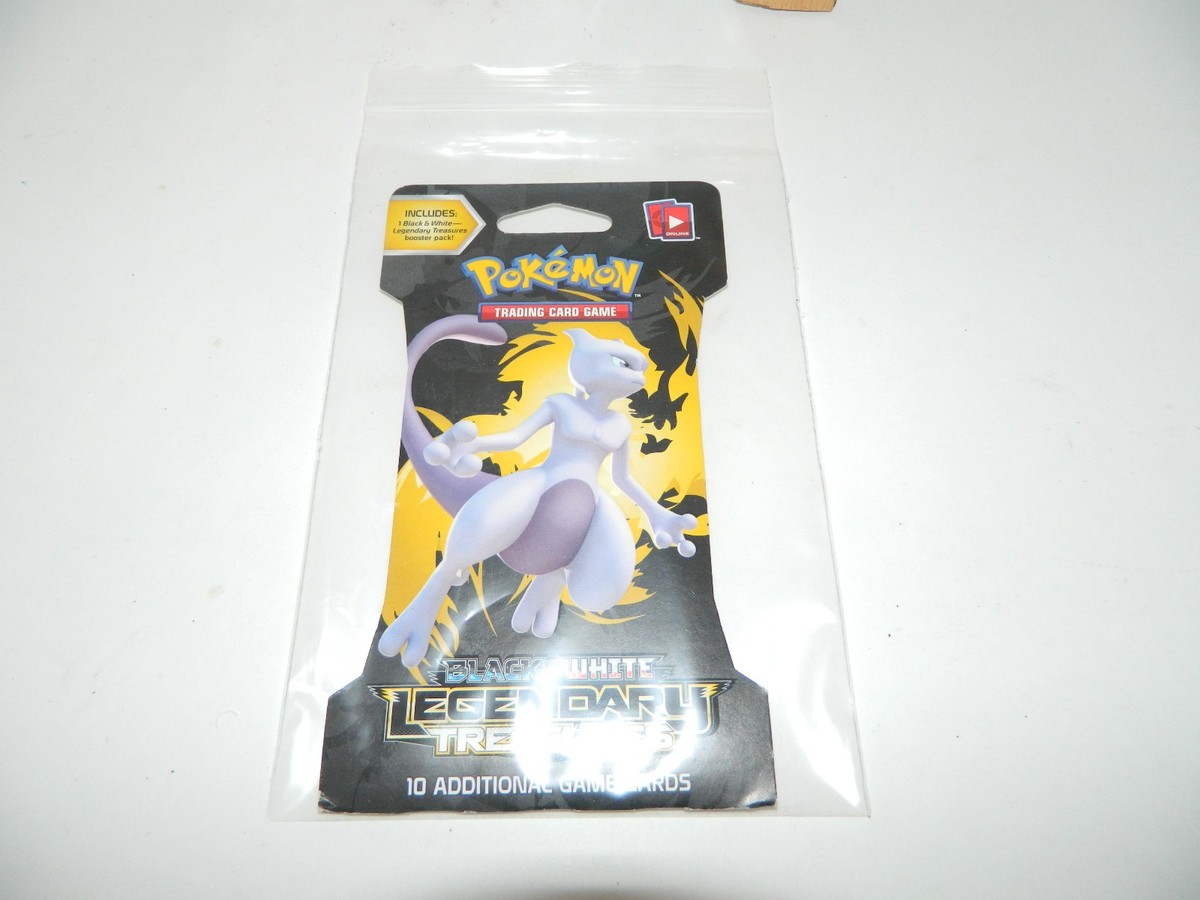 INCLUDES:
1 Black & White—
Legendary Treasures
booster pack!
ONLINE
POKéMON
TRADING CARD GAME
BLACK WHITE
LEGENDARY
10 ADDITIONAL GAME CARDS